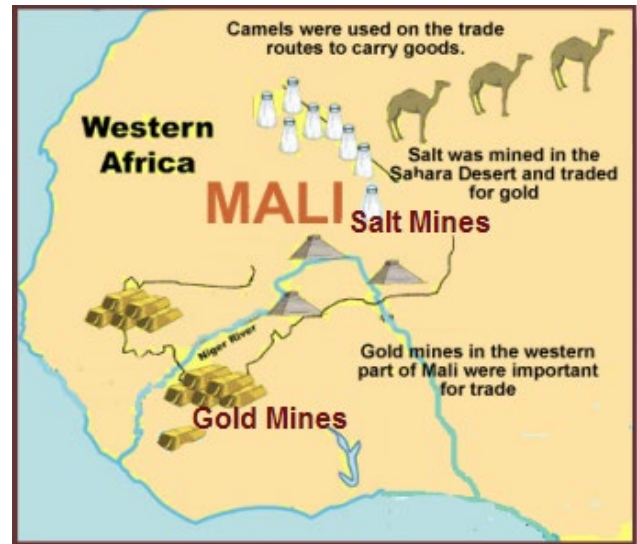 Camels were used on the trade
routes to carry goods.
Western
Africa
Salt was mined in the
Sahara Desert and traded
for gold
MALI
Salt Mines
Niger River
Gold mines in the western
part of Mali were important
for trade
Gold Mines